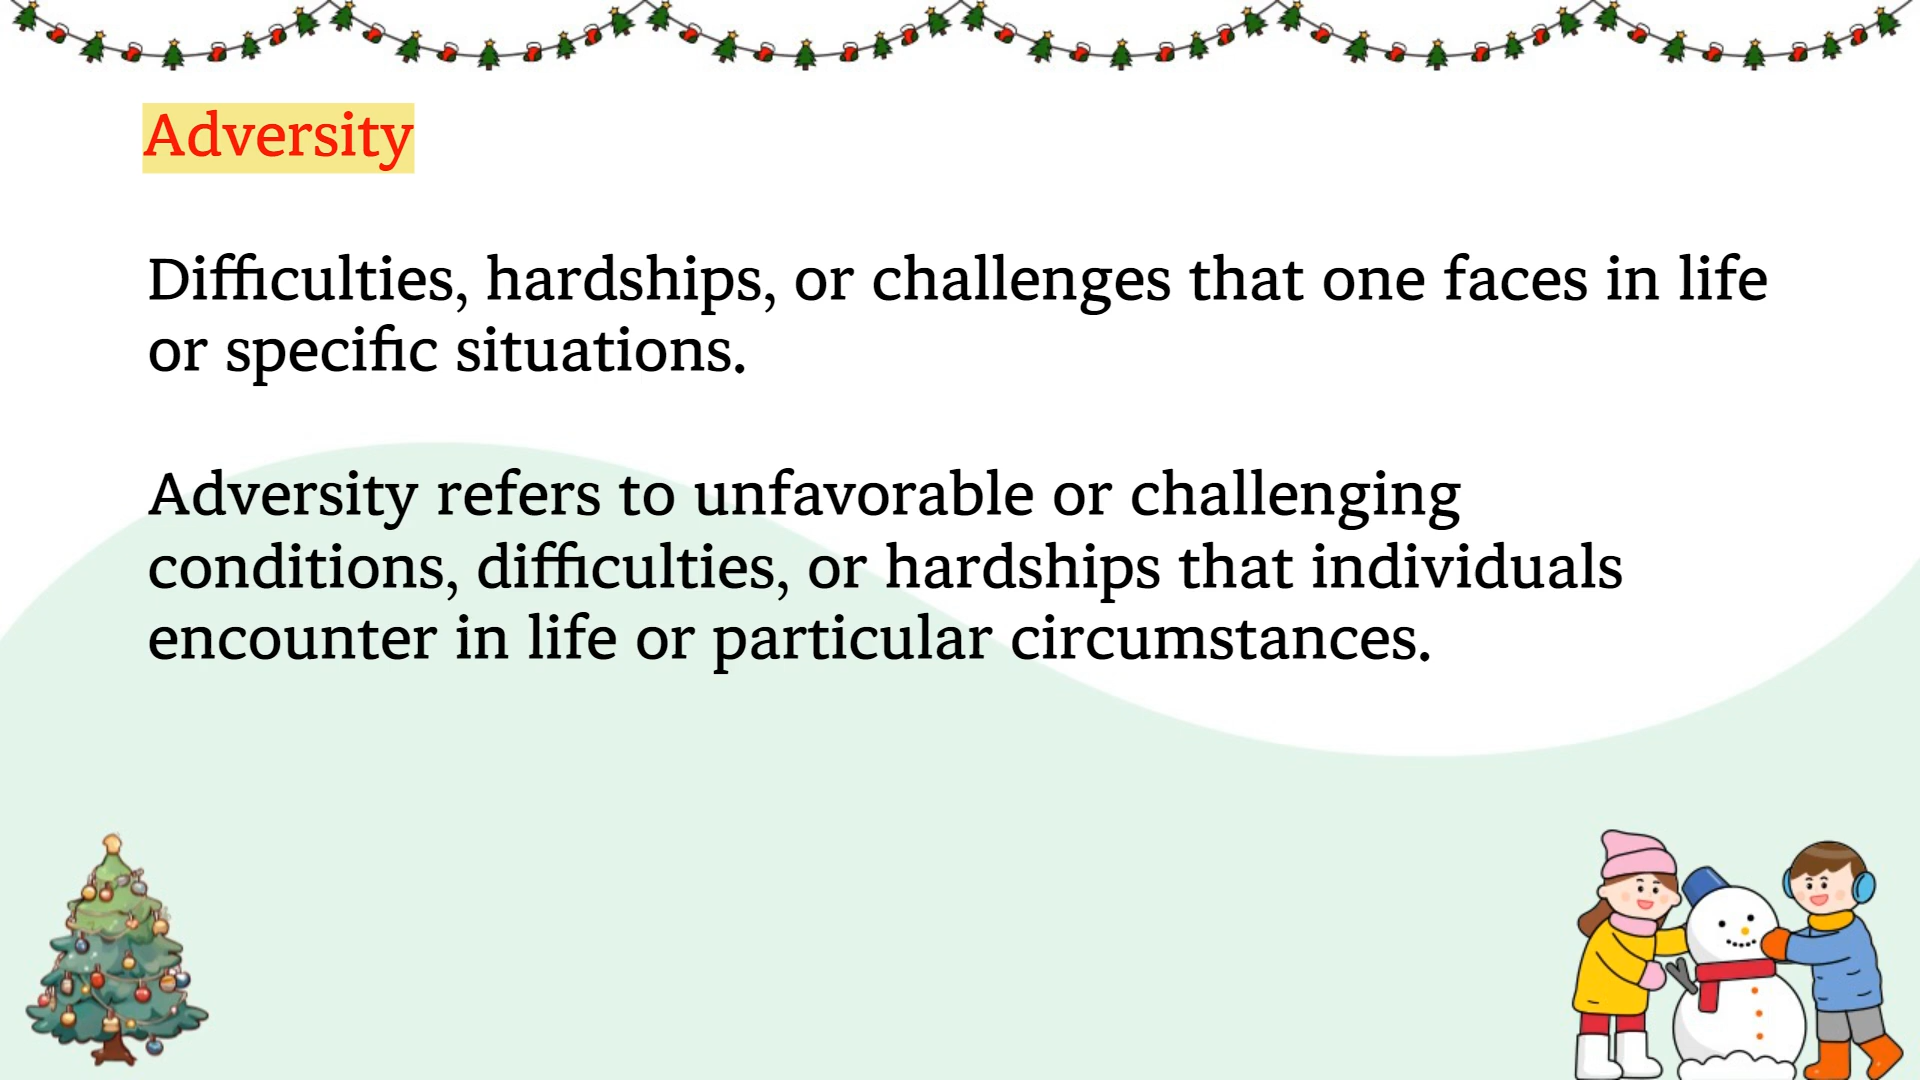 Adversity
Difficulties, hardships, or challenges that one faces in life
or specific situations.
Adversity refers to unfavorable or challenging
conditions, difficulties, or hardships that individuals
encounter in life or particular circumstances.